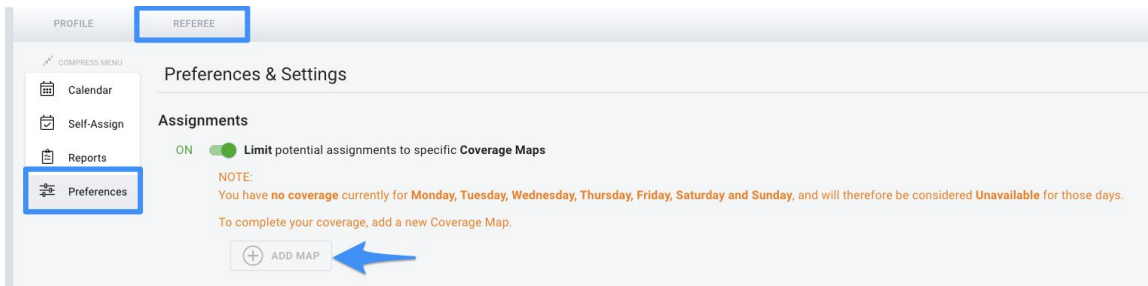 PROFILE
REFEREE
COMPRESS MENU
Calendar
Self-Assign
Reports
Preferences
Preferences & Settings
Assignments
ON Limit potential assignments to specific Coverage Maps
NOTE:
You have no coverage currently for Monday, Tuesday, Wednesday, Thursday, Friday, Saturday and Sunday, and will therefore be considered Unavailable for those days.
To complete your coverage, add a new Coverage Map.
ADD MAP